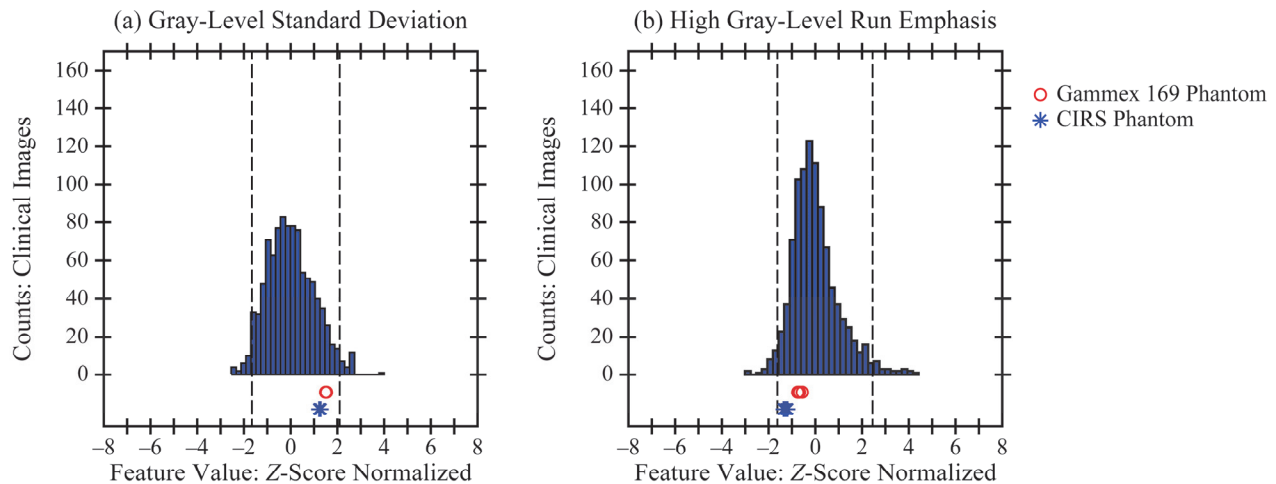 (a) Gray-Level Standard Deviation
160
140
120
100
80
60
40
20
0
Counts: Clinical Images
–8 –6 –4 –2 0 2 4 6 8
Feature Value: Z-Score Normalized
(b) High Gray-Level Run Emphasis
160
140
120
100
80
60
40
20
0
Counts: Clinical Images
–8 –6 –4 –2 0 2 4 6 8
Feature Value: Z-Score Normalized
Gammex 169 Phantom
CIRS Phantom